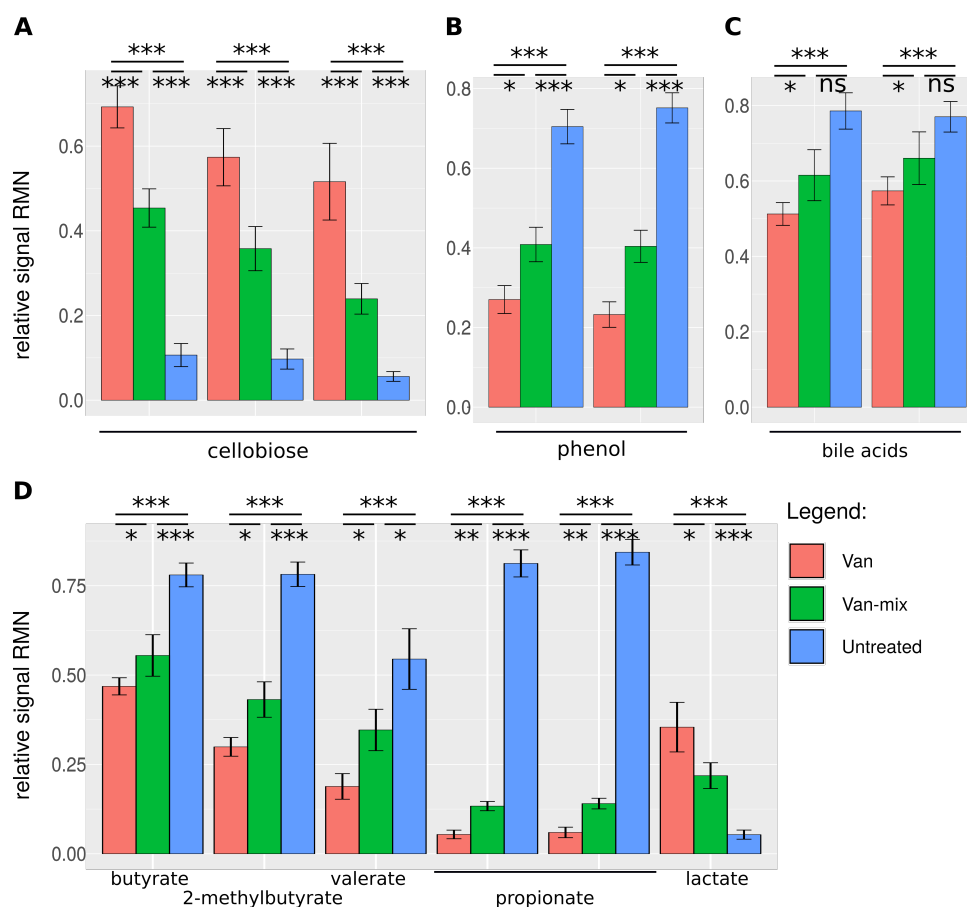 A
*** *** ***
*** *** *** *** *** ***
0.6
0.4
0.2
0.0
relative signal RMN
cellobiose
B
*** ***
* *** * ***
0.8
0.6
0.4
0.2
0.0
phenol
C
*** ***
* ns * ns
0.8
0.6
0.4
0.2
0.0
bile acids
D
*** *** *** *** *** ***
* *** * *** * * ** *** ** *** * ***
0.75
0.50
0.25
0.00
relative signal RMN
butyrate valerate lactate
2-methylbutyrate propionate
Legend:
Van
Van-mix
Untreated